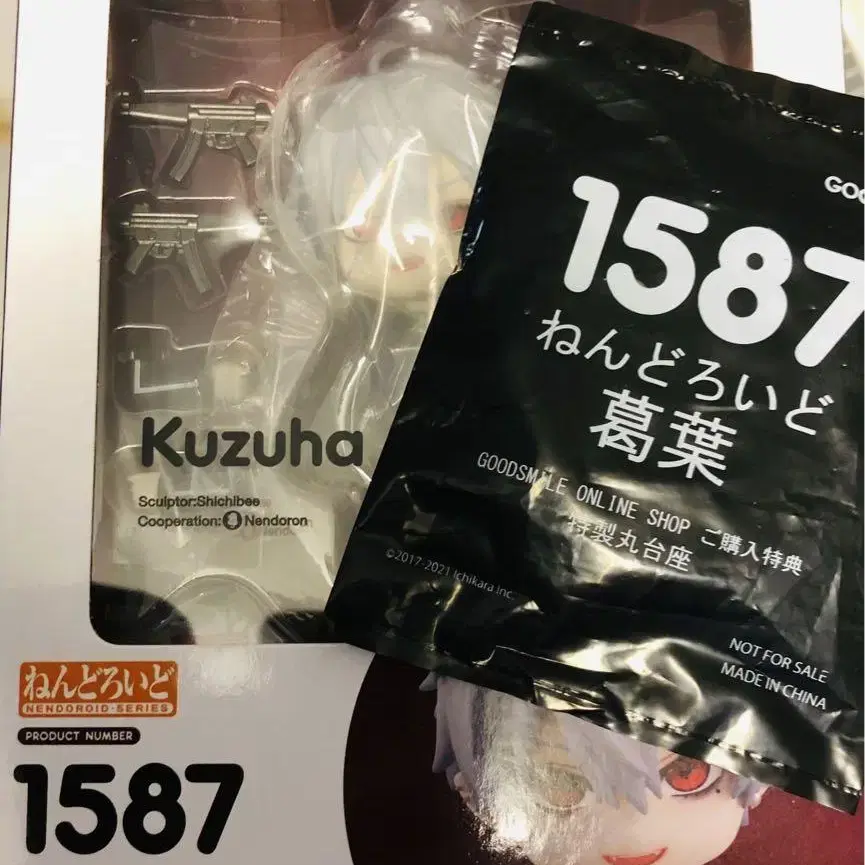 Kuzuha
Sculptor:Shichibee
Cooperation: Nendoron
ねんどろいど
NENDOROID・SERIES
PRODUCT NUMBER
1587
1587
ねんどろいど
葛葉
GOODSMILE ONLINE SHOP ご購入特典
特製丸台座
©2017-2021 Ichikara Inc.
NOT FOR SALE
MADE IN CHINA